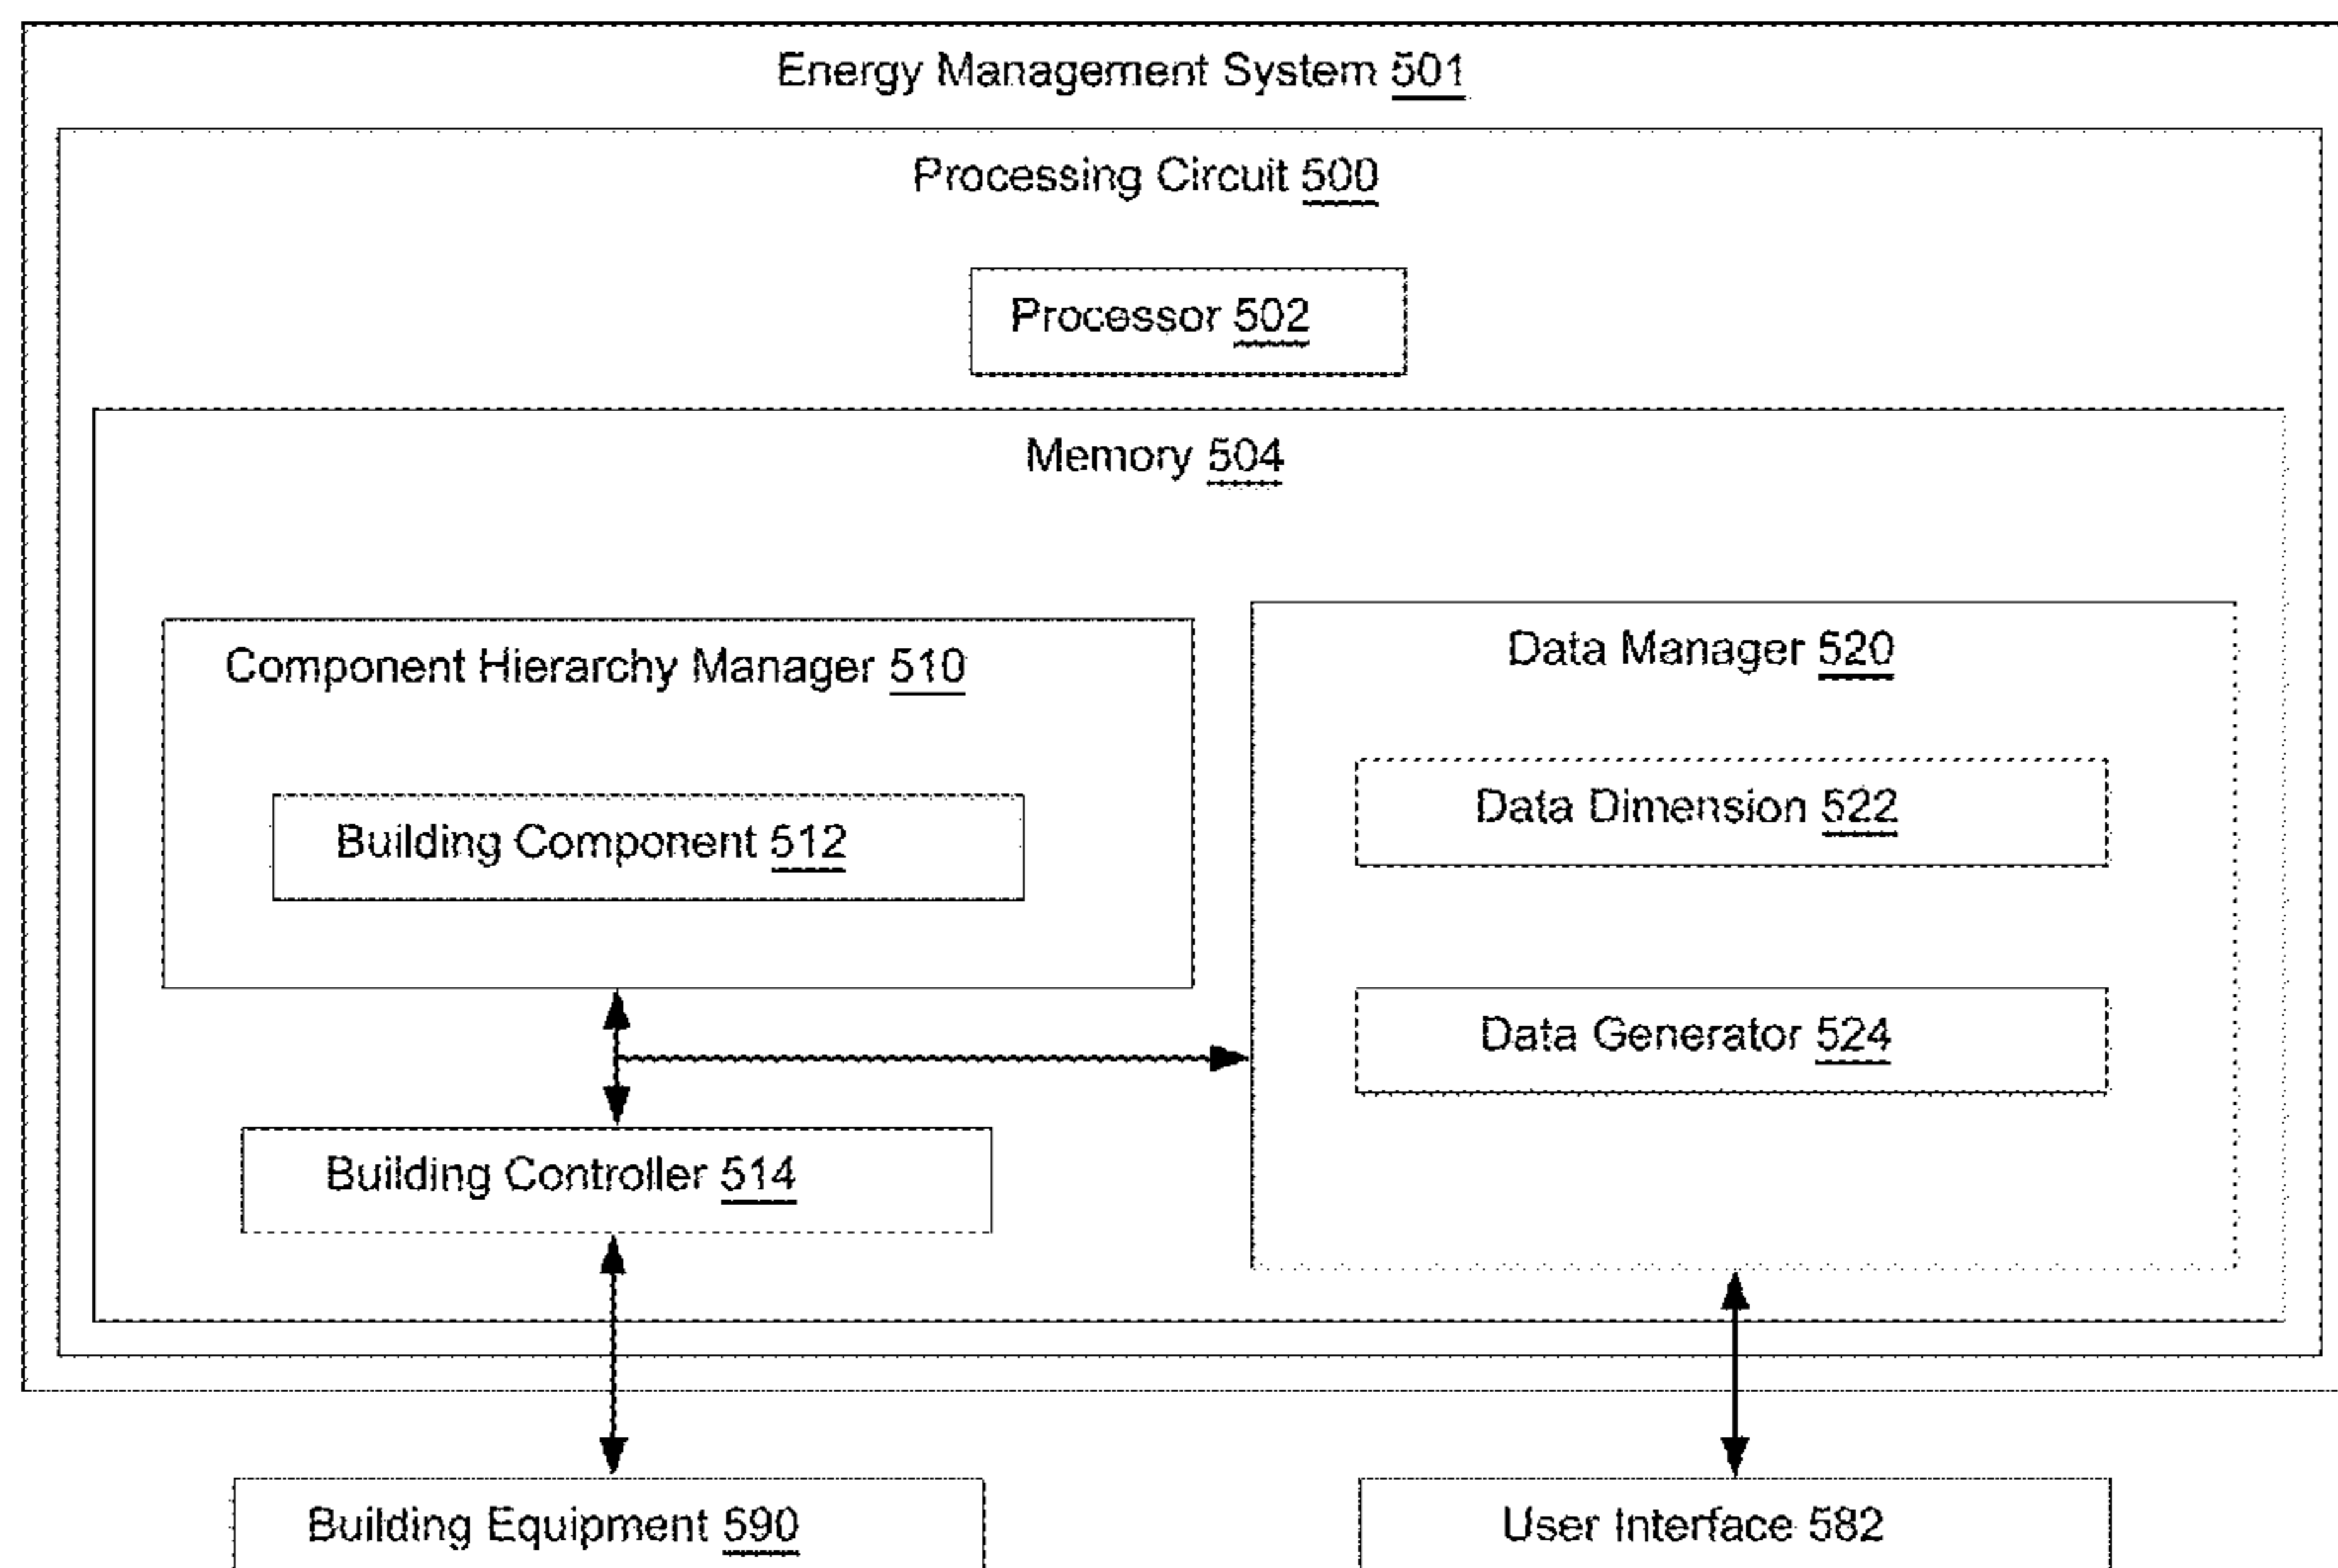 Energy Management System 501
Processing Circuit 500
Processor 502
Memory 504
Component Hierarchy Manager 510
Building Component 512
Building Controller 514
Data Manager 520
Data Dimension 522
Data Generator 524
Building Equipment 590
User Interface 582